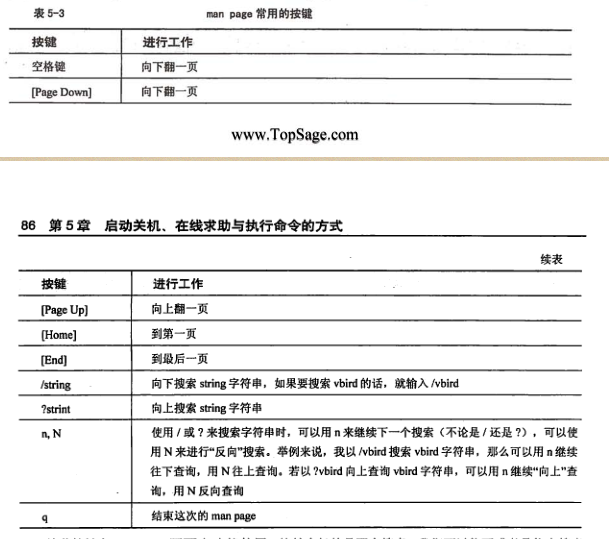 表 5-3 man page 常用的按键
按键 进行工作
空格键 向下翻一页
[Page Down] 向下翻一页
www.TopSage.com
86 第 5 章 启动关机、在线求助与执行命令的方式
续表
按键 进行工作
[Page Up] 向上翻一页
[Home] 到第一页
[End] 到最后一页
/string 向下搜索 string 字符串，如果要搜索 vbird 的话，就输入 /vbird
?strint 向上搜索 string 字符串
n, N 使用 / 或 ? 来搜索字符串时，可以用 n 来继续下一个搜索（不论是 / 还是 ?），可以使
用 N 来进行“反向”搜索。举例来说，我以 /vbird 搜索 vbird 字符串，那么可以用 n 继续
往下查询，用 N 往上查询。若以 ?vbird 向上查询 vbird 字符串，可以用 n 继续“向上”查
询，用 N 反向查询
q 结束这次的 man page